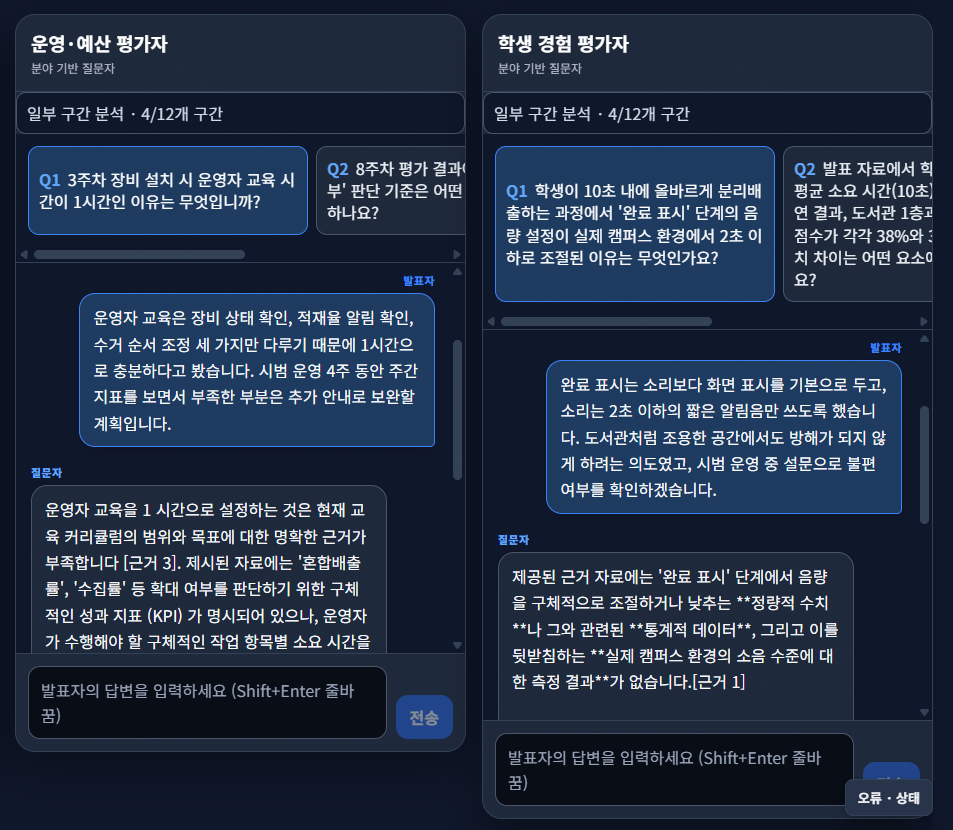 운영·예산 평가자
분야 기반 질문자
일부 구간 분석 · 4/12개 구간
Q1 3주차 장비 설치 시 운영자 교육 시
간이 1시간인 이유는 무엇입니까?
Q2 8주차 평가 결과
부' 판단 기준은 어떤
하나요?
발표자
운영자 교육은 장비 상태 확인, 적재율 알림 확인,
수거 순서 조정 세 가지만 다루기 때문에 1시간으
로 충분하다고 봤습니다. 시범 운영 4주 동안 주간
지표를 보면서 부족한 부분은 추가 안내로 보완할
계획입니다.
질문자
운영자 교육을 1 시간으로 설정하는 것은 현재 교
육 커리큘럼의 범위와 목표에 대한 명확한 근거가
부족합니다 [근거 3]. 제시된 자료에는 '혼합배출
률', '수집률' 등 확대 여부를 판단하기 위한 구체
적인 성과 지표 (KPI) 가 명시되어 있으나, 운영자
가 수행해야 할 구체적인 작업 항목별 소요 시간을
발표자의 답변을 입력하세요 (Shift+Enter 줄바
꿈)
전송
학생 경험 평가자
분야 기반 질문자
일부 구간 분석 · 4/12개 구간
Q1 학생이 10초 내에 올바르게 분리배
출하는 과정에서 '완료 표시' 단계의 음
량 설정이 실제 캠퍼스 환경에서 2초 이
하로 조절된 이유는 무엇인가요?
Q2 발표 자료에서 학
평균 소요 시간(10초)
연 결과, 도서관 1층과
점수가 각각 38%와 3
치 차이는 어떤 요소에
요?
발표자
완료 표시는 소리보다 화면 표시를 기본으로 두고,
소리는 2초 이하의 짧은 알림음만 쓰도록 했습니
다. 도서관처럼 조용한 공간에서도 방해가 되지 않
게 하려는 의도였고, 시범 운영 중 설문으로 불편
여부를 확인하겠습니다.
질문자
제공된 근거 자료에는 '완료 표시' 단계에서 음량
을 구체적으로 조절하거나 낮추는 **정량적 수치
**나 그와 관련된 **통계적 데이터**, 그리고 이를
뒷받침하는 **실제 캠퍼스 환경의 소음 수준에 대
한 측정 결과**가 없습니다.[근거 1]
발표자의 답변을 입력하세요 (Shift+Enter 줄바
꿈)
오류 · 상태